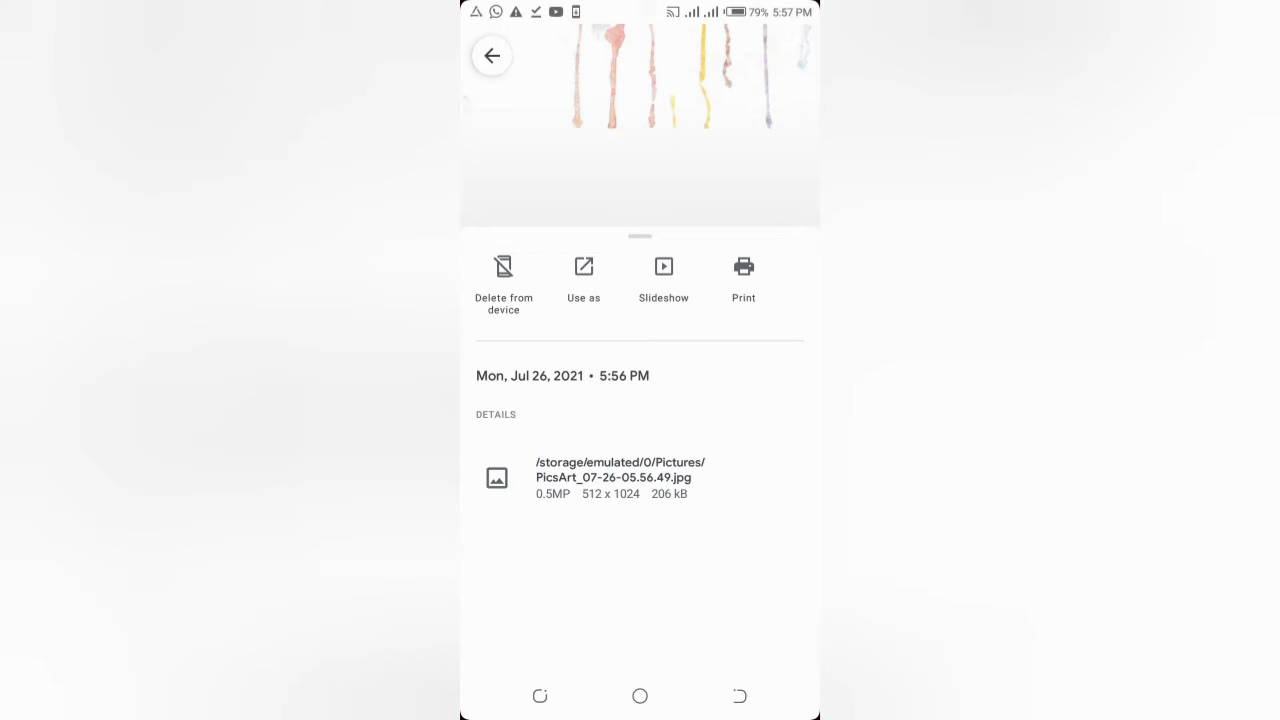 79% 5:57 PM
Delete from
device
Use as
Slideshow
Print
Mon, Jul 26, 2021 • 5:56 PM
DETAILS
/storage/emulated/0/Pictures/
PicsArt_07-26-05.56.49.jpg
0.5MP 512 x 1024 206 kB